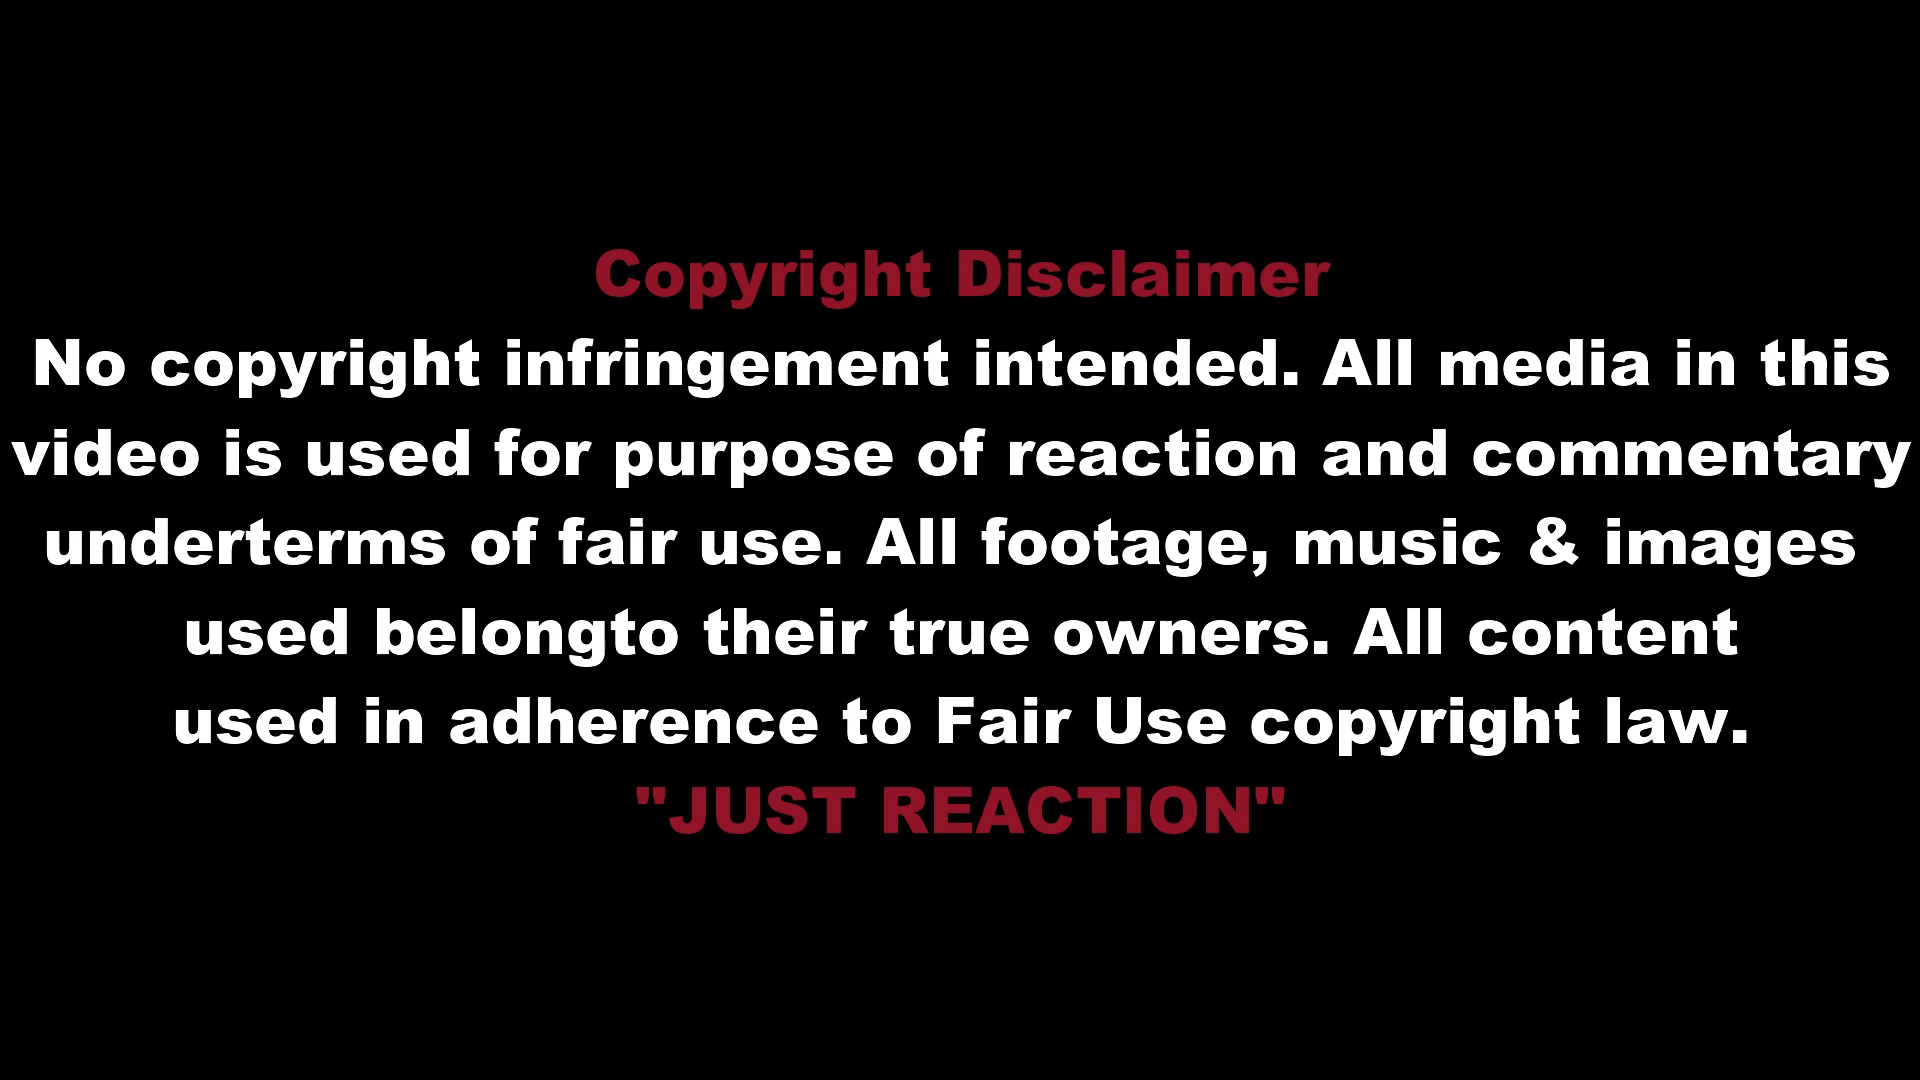 Copyright Disclaimer
No copyright infringement intended. All media in this
video is used for purpose of reaction and commentary
underterms of fair use. All footage, music & images
used belongto their true owners. All content
used in adherence to Fair Use copyright law.
"JUST REACTION"